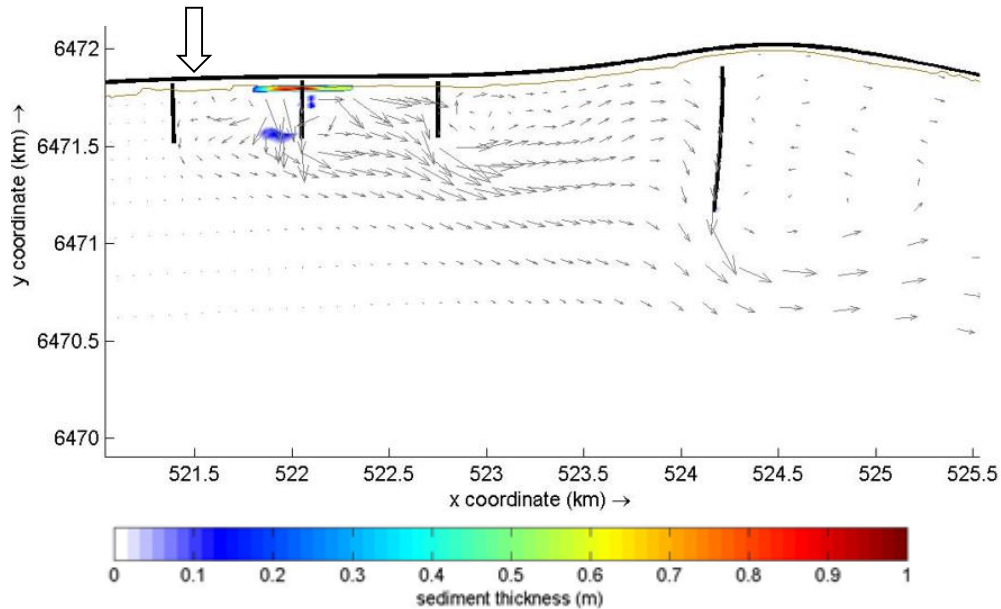 6472
6471.5
6471
6470.5
6470
y coordinate (km) →
521.5 522 522.5 523 523.5 524 524.5 525 525.5
x coordinate (km) →
0 0.1 0.2 0.3 0.4 0.5 0.6 0.7 0.8 0.9 1
sediment thickness (m)